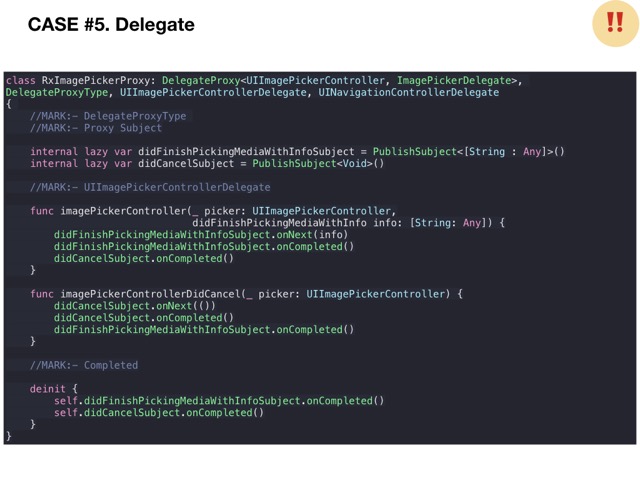 CASE #5. Delegate
‼
class RxImagePickerProxy: DelegateProxy<UIImagePickerController, ImagePickerDelegate>,
DelegateProxyType, UIImagePickerControllerDelegate, UINavigationControllerDelegate
{
    //MARK:- DelegateProxyType
    //MARK:- Proxy Subject

    internal lazy var didFinishPickingMediaWithInfoSubject = PublishSubject<[String : Any]>()
    internal lazy var didCancelSubject = PublishSubject<Void>()

    //MARK:- UIImagePickerControllerDelegate

    func imagePickerController(_ picker: UIImagePickerController,
                               didFinishPickingMediaWithInfo info: [String: Any]) {
        didFinishPickingMediaWithInfoSubject.onNext(info)
        didFinishPickingMediaWithInfoSubject.onCompleted()
        didCancelSubject.onCompleted()
    }

    func imagePickerControllerDidCancel(_ picker: UIImagePickerController) {
        didCancelSubject.onNext(())
        didCancelSubject.onCompleted()
        didFinishPickingMediaWithInfoSubject.onCompleted()
    }

    //MARK:- Completed

    deinit {
        self.didFinishPickingMediaWithInfoSubject.onCompleted()
        self.didCancelSubject.onCompleted()
    }
}